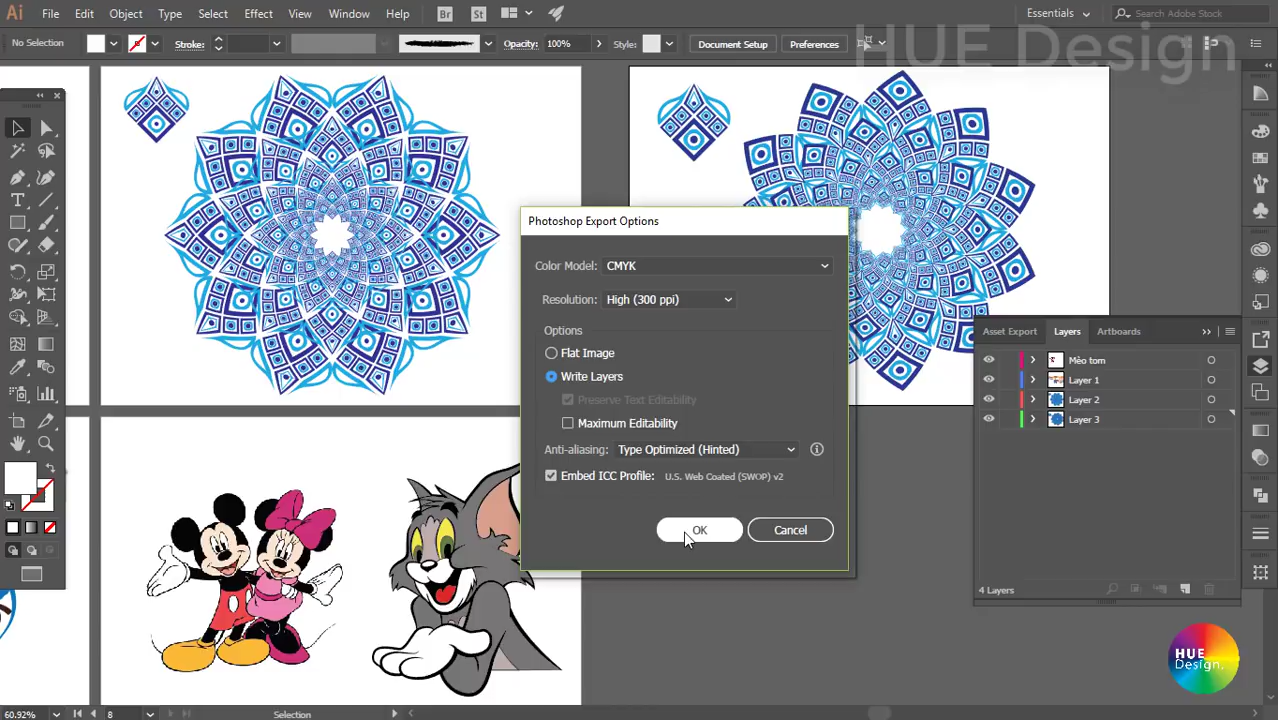 Ai File Edit Object Type Select Effect View Window Help Br St Essentials Search Adobe Stock
HUE Design
No Selection Stroke: Opacity: 100% Style: Document Setup Preferences
Photoshop Export Options
Color Model: CMYK
Resolution: High (300 ppi)
Options
Flat Image
Write Layers
Preserve Text Editability
Maximum Editability
Anti-aliasing: Type Optimized (Hinted)
Embed ICC Profile: U.S. Web Coated (SWOP) v2
OK Cancel
Asset Export Layers Artboards
Mèo tom
Layer 1
Layer 2
Layer 3
4 Layers
HUE
Design.
60.92% 8 Selection